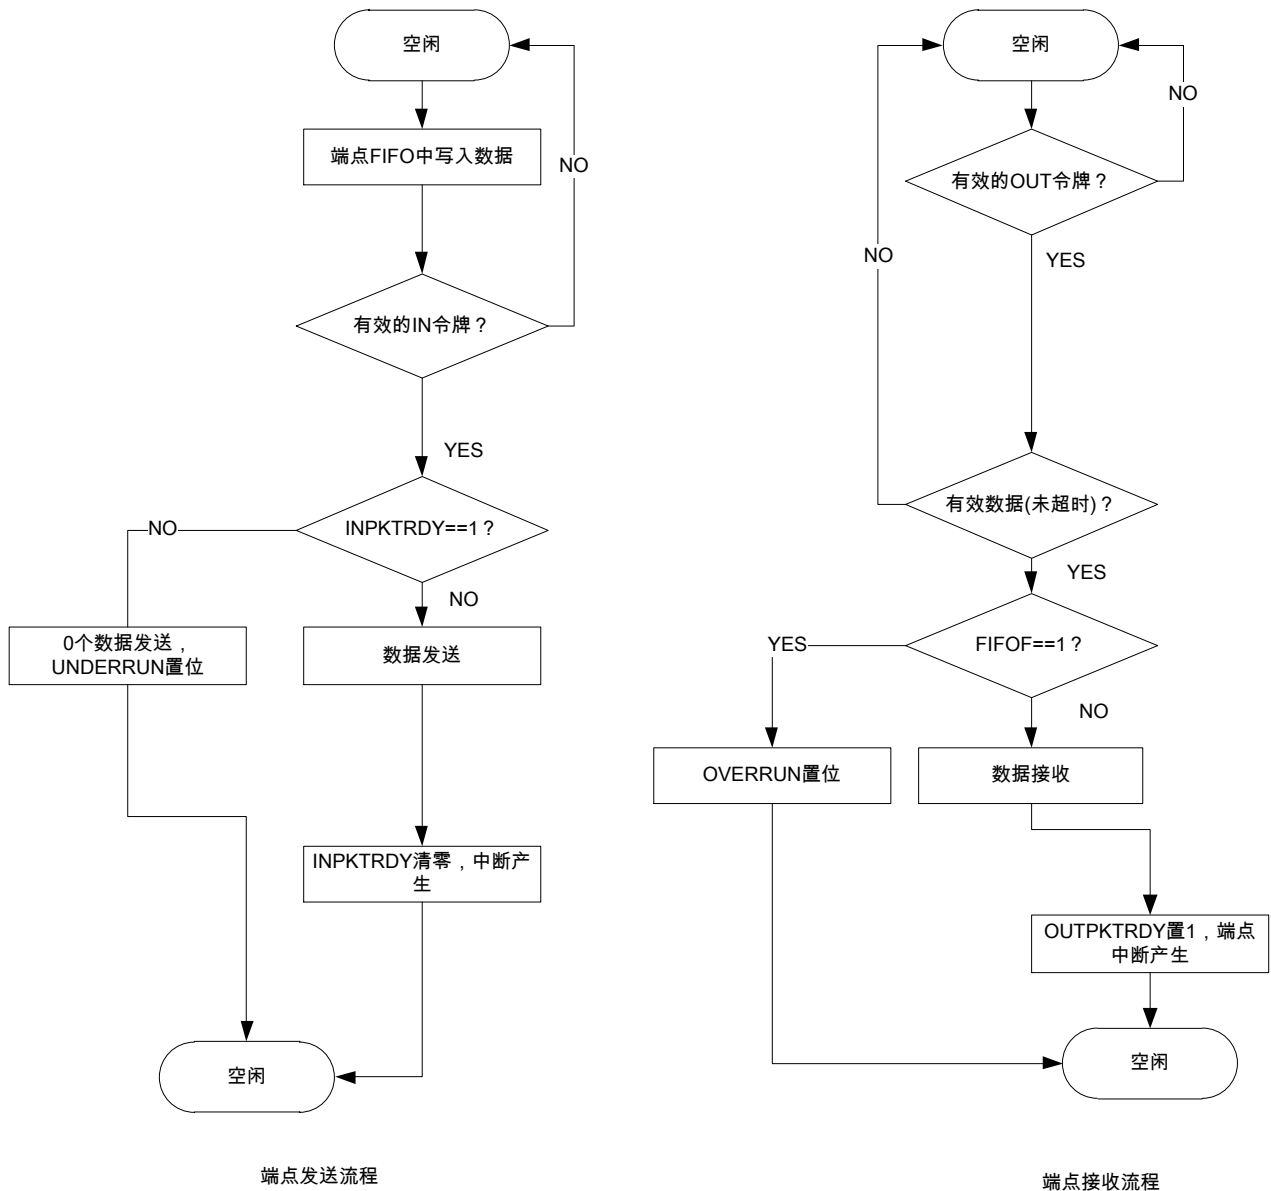 空闲
端点FIFO中写入数据
NO
有效的IN令牌？
YES
INPKTRDY==1？
NO
NO
0个数据发送，
UNDERRUN置位
数据发送
INPKTRDY清零，中断产
生
空闲
端点发送流程
空闲
NO
有效的OUT令牌？
NO
YES
有效数据(未超时)？
YES
FIFOF==1？
YES
NO
OVERRUN置位
数据接收
OUTPKTRDY置1，端点
中断产生
空闲
端点接收流程